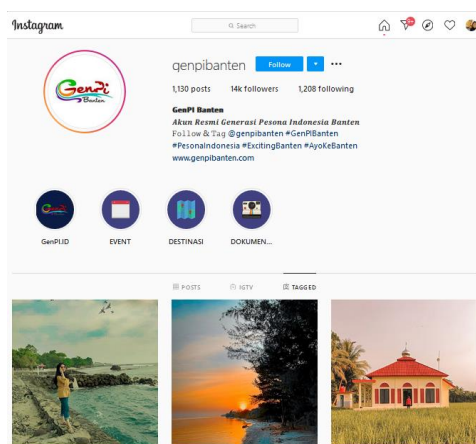 Instagram
Search
9+
genpibanten Follow
1,130 posts 14k followers 1,208 following
GenPI Banten
Akun Resmi Generasi Pesona Indonesia Banten
Follow & Tag @genpibanten #GenPIBanten
#PesonaIndonesia #ExcitingBanten #AyoKeBanten
www.genpibanten.com
GenPi
Banten
GenPI.ID EVENT DESTINASI DOKUMEN...
POSTS IGTV TAGGED